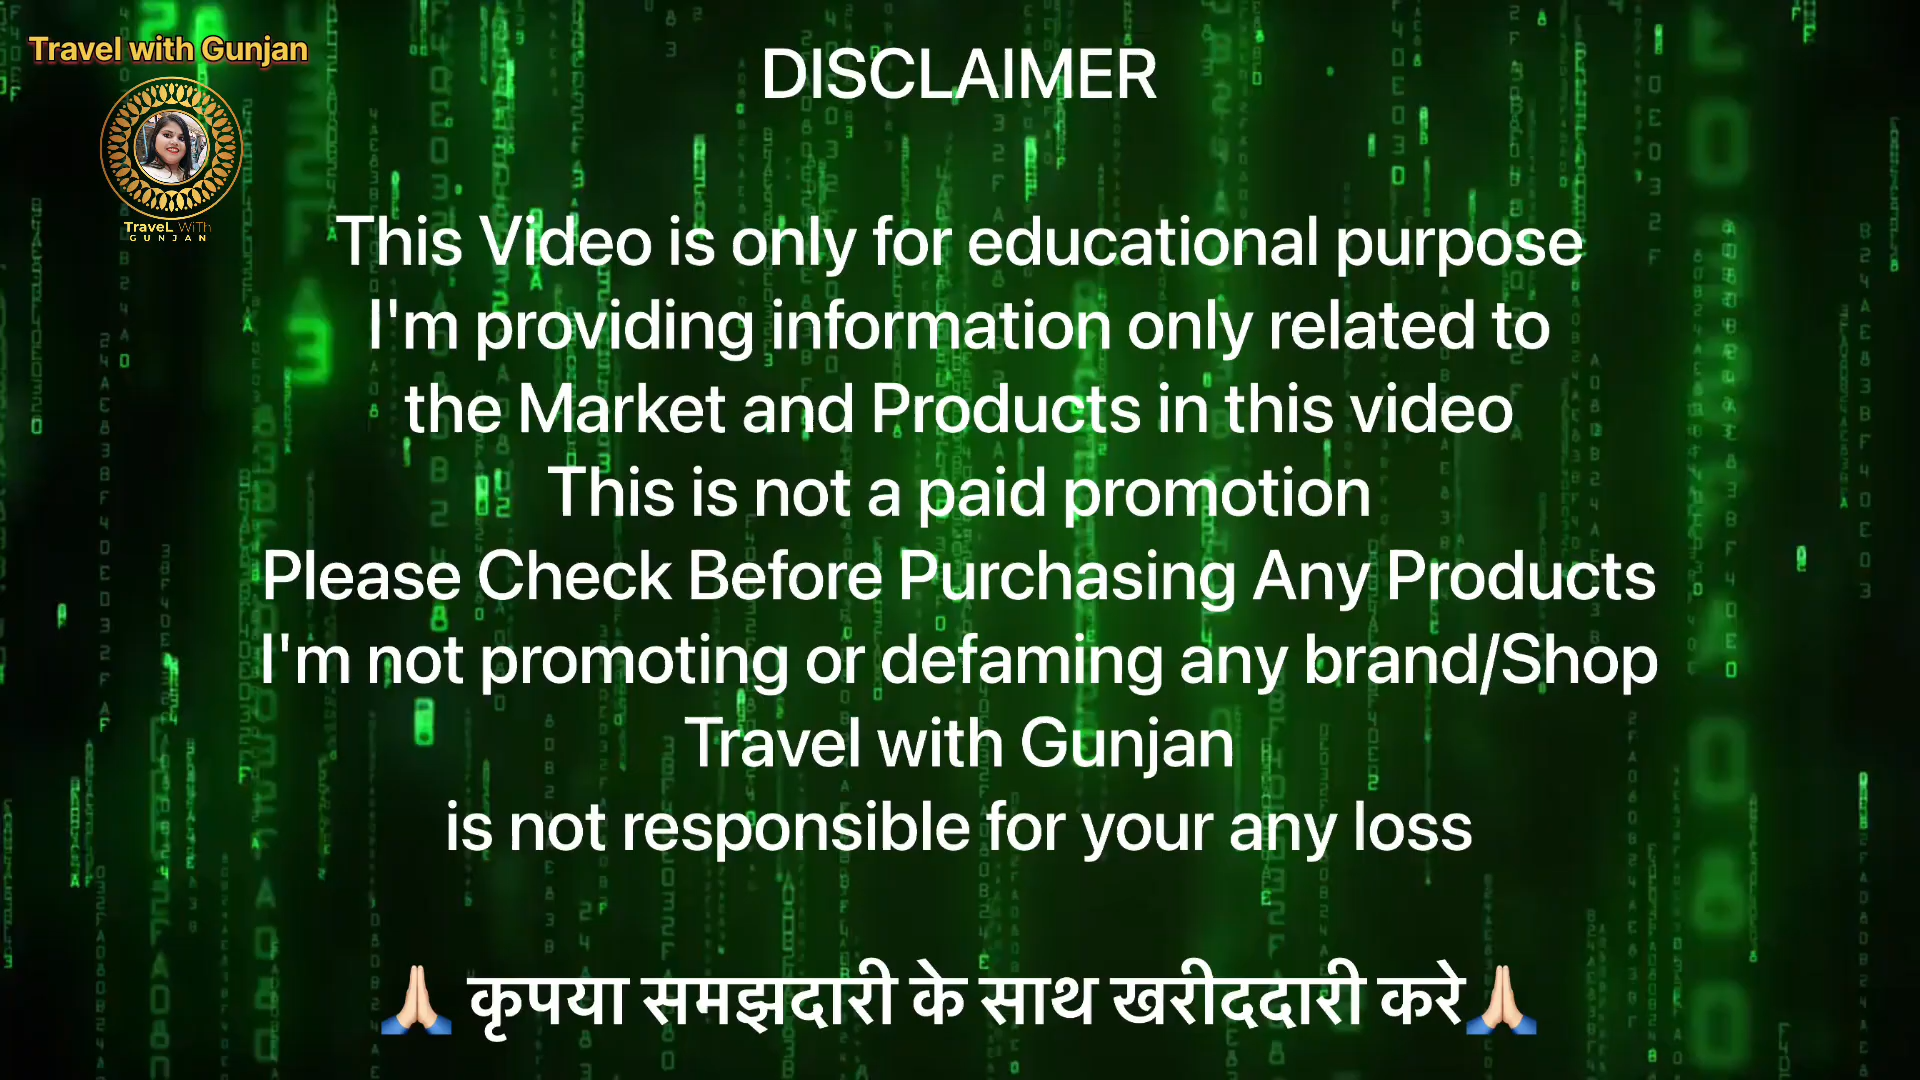 Travel with Gunjan
TraveL WiTh
GUNJAN
DISCLAIMER
This Video is only for educational purpose
I'm providing information only related to
the Market and Products in this video
This is not a paid promotion
Please Check Before Purchasing Any Products
I'm not promoting or defaming any brand/Shop
Travel with Gunjan
is not responsible for your any loss
🙏🏻 कृपया समझदारी के साथ खरीददारी करे🙏🏻